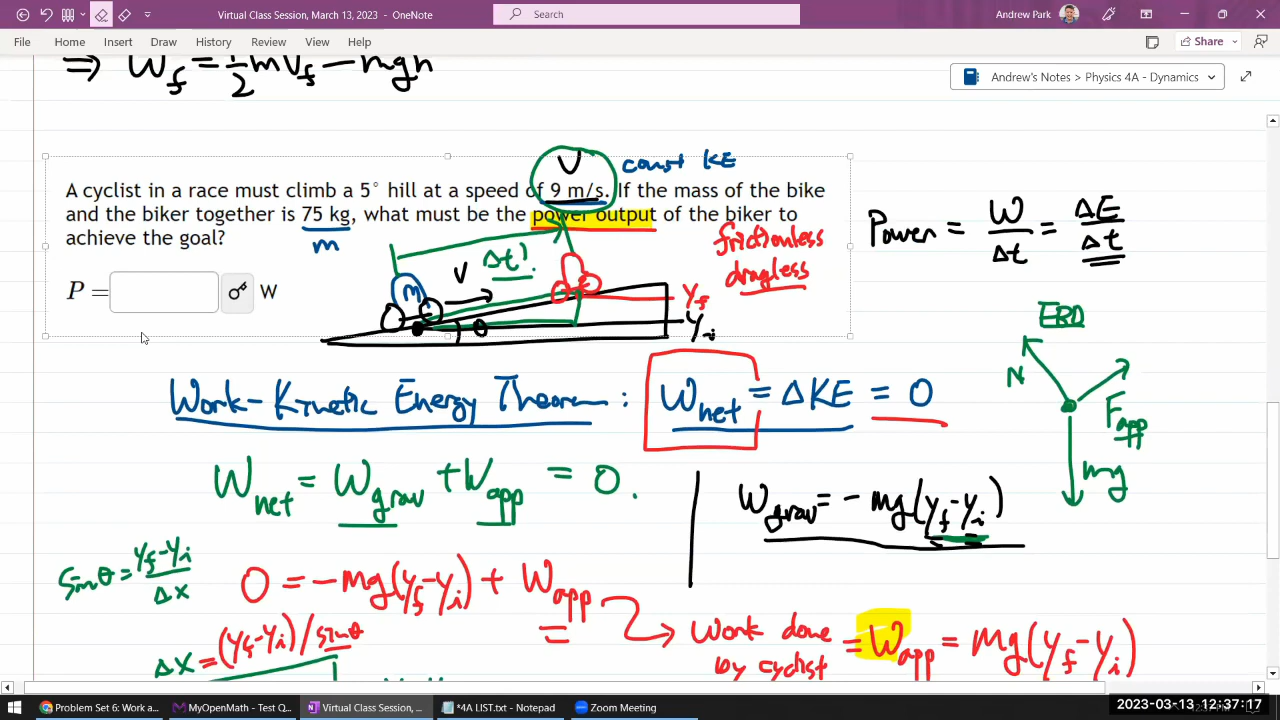 Virtual Class Session, March 13, 2023 - OneNote
Search
Andrew Park
File Home Insert Draw History Review View Help
Share
Andrew's Notes > Physics 4A - Dynamics
⇒ W_f = 1/2 mv_f - mgh
V const KE
A cyclist in a race must climb a 5° hill at a speed of 9 m/s. If the mass of the bike
and the biker together is 75 kg, what must be the power output of the biker to
achieve the goal?
m
frictionless
dragless
Power = W/Δt = ΔE/Δt
V Δt?
m
P = W
θ
y_f
y_i
FBD
N
F_app
mg
Work-Kinetic Energy Theorem: W_net = ΔKE = 0
W_net = W_grav + W_app = 0.
W_grav = -mg(y_f-y_i)
sinθ = y_f-y_i/Δx
0 = -mg(y_f-y_i) + W_app
Δx = (y_f-y_i)/sinθ
Work done
by cyclist
= W_app = mg(y_f-y_i)
Problem Set 6: Work a...
MyOpenMath - Test Q...
Virtual Class Session, ...
*4A LIST.txt - Notepad
Zoom Meeting
2023-03-13 12:37:17